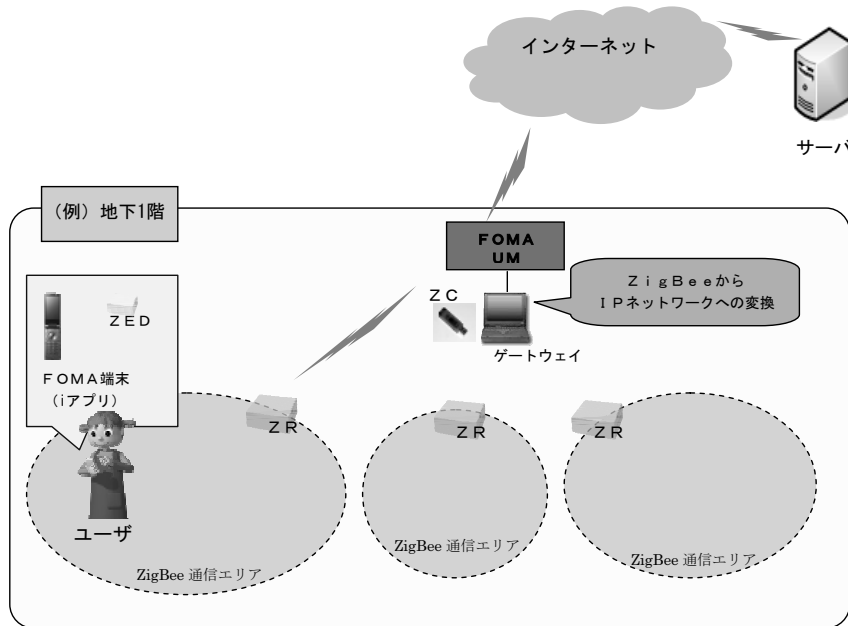 インターネット
サーバ
（例）地下1階
ＦＯＭＡ
ＵＭ
ＺｉｇＢｅｅから
ＩＰネットワークへの変換
ＺＣ
ゲートウェイ
ＺＥＤ
ＦＯＭＡ端末
（iアプリ）
ＺＲ
ＺＲ
ＺＲ
ユーザ
ZigBee 通信エリア
ZigBee 通信エリア
ZigBee 通信エリア